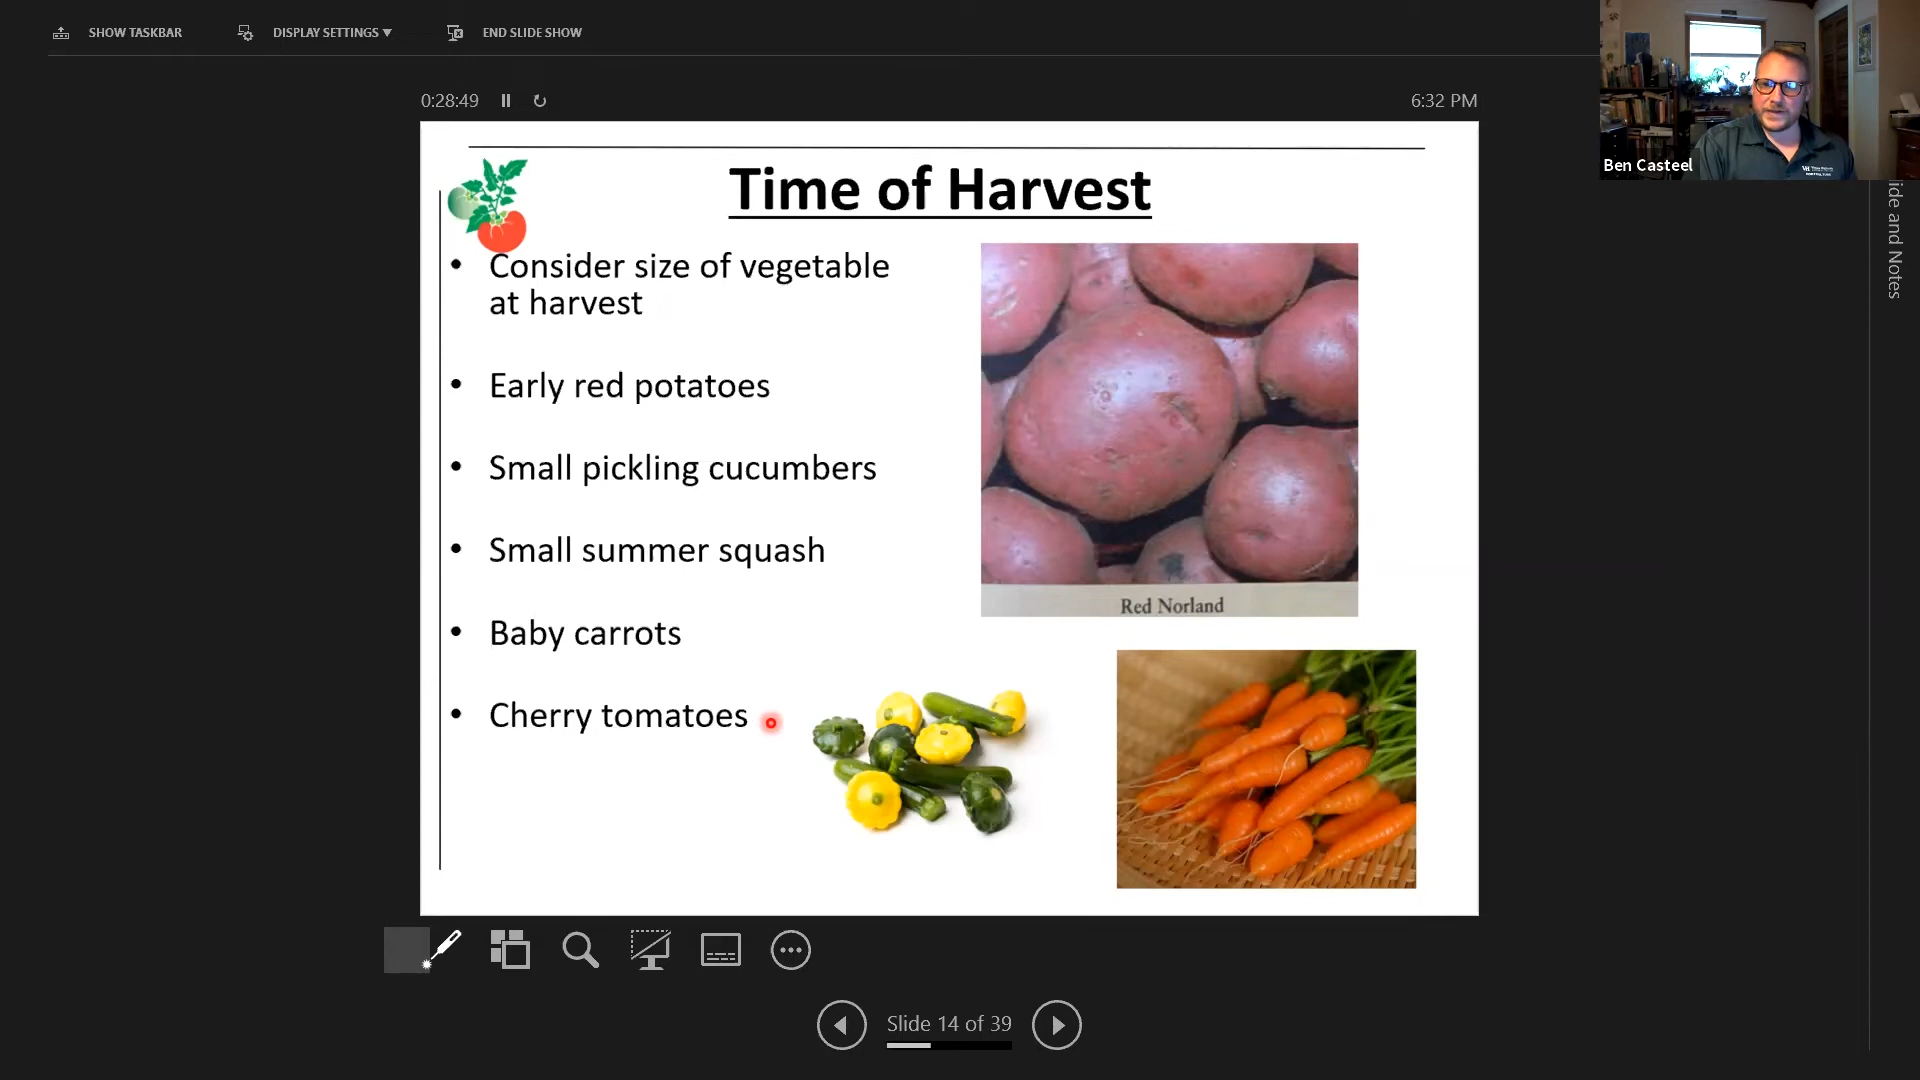 SHOW TASKBAR
DISPLAY SETTINGS ▼
END SLIDE SHOW
0:28:49
6:32 PM
Ben Casteel
lide and Notes
Time of Harvest
• Consider size of vegetable
at harvest
• Early red potatoes
• Small pickling cucumbers
• Small summer squash
• Baby carrots
• Cherry tomatoes
Red Norland
Slide 14 of 39